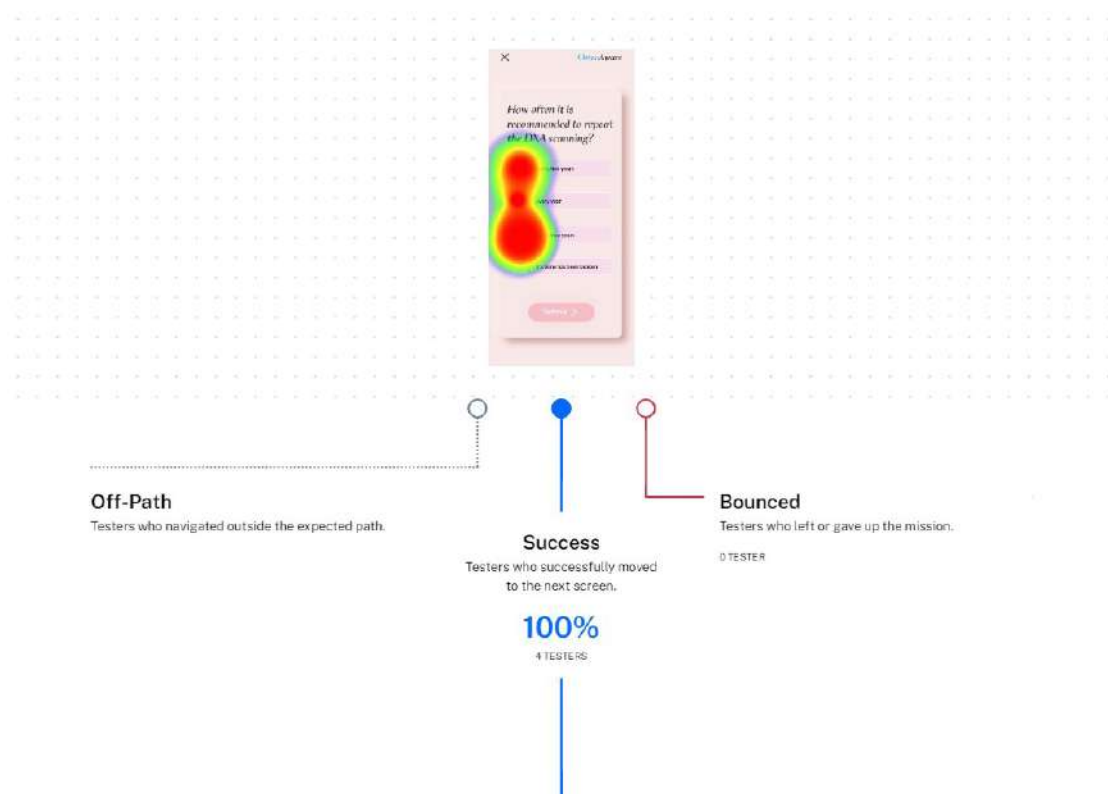 How often it is
recommended to repeat
the DNA scanning?
Off-Path
Testers who navigated outside the expected path.
Success
Testers who successfully moved
to the next screen.
100%
4 TESTERS
Bounced
Testers who left or gave up the mission.
0 TESTER